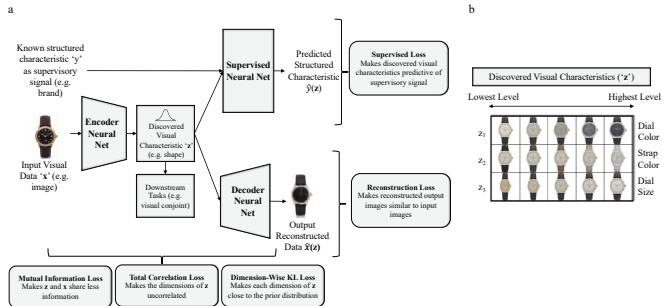 a
Known structured
characteristic 'y'
as supervisory
signal (e.g.
brand)
Supervised
Neural Net
Predicted
Structured
Characteristic
ŷ(z)
Supervised Loss
Makes discovered visual
characteristics predictive of
supervisory signal
Encoder
Neural
Net
Discovered
Visual
Characteristic 'z'
(e.g. shape)
Input Visual
Data 'x' (e.g.
image)
Downstream
Tasks (e.g.
visual conjoint)
Decoder
Neural
Net
Output
Reconstructed
Data x̂(z)
Reconstruction Loss
Makes reconstructed output
images similar to input
images
Mutual Information Loss
Makes z and x share less
information
Total Correlation Loss
Makes the dimensions of z
uncorrelated
Dimension-Wise KL Loss
Makes each dimension of z
close to the prior distribution
b
Discovered Visual Characteristics ('z')
Lowest Level
Highest Level
z1
Dial
Color
z2
Strap
Color
z3
Dial
Size